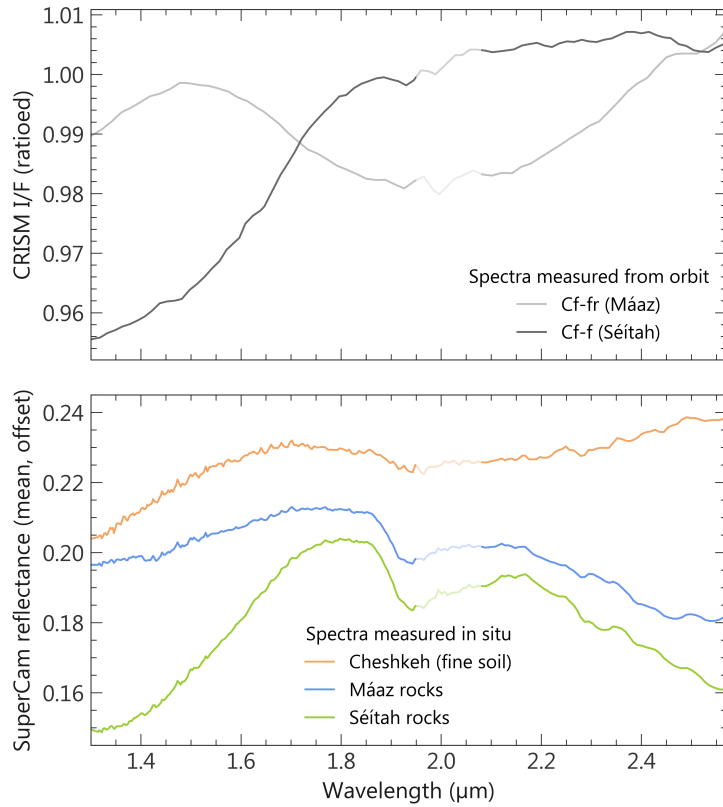 1.01
1.00
0.99
0.98
0.97
0.96
CRISM I/F (ratioed)
Spectra measured from orbit
Cf-fr (Máaz)
Cf-f (Séítah)
0.24
0.22
0.20
0.18
0.16
SuperCam reflectance (mean, offset)
Spectra measured in situ
Cheshkeh (fine soil)
Máaz rocks
Séítah rocks
1.4 1.6 1.8 2.0 2.2 2.4
Wavelength (μm)